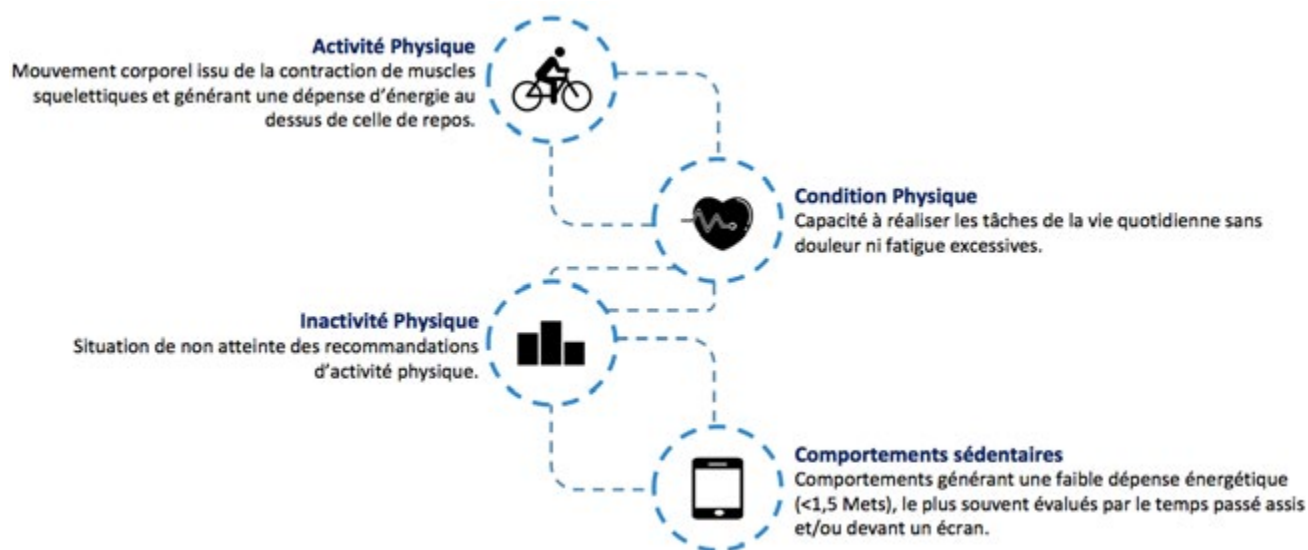 Activité Physique
Mouvement corporel issu de la contraction de muscles
squelettiques et générant une dépense d'énergie au
dessus de celle de repos.
Condition Physique
Capacité à réaliser les tâches de la vie quotidienne sans
douleur ni fatigue excessives.
Inactivité Physique
Situation de non atteinte des recommandations
d'activité physique.
Comportements sédentaires
Comportements générant une faible dépense énergétique
(<1,5 Mets), le plus souvent évalués par le temps passé assis
et/ou devant un écran.